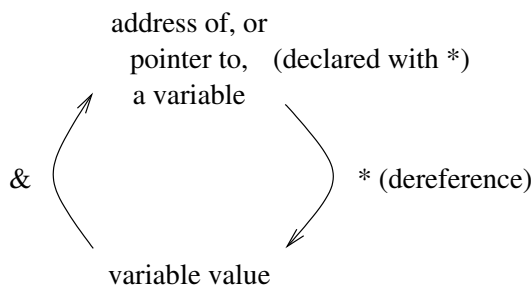 address of, or
pointer to, (declared with *)
a variable
& * (dereference)
variable value